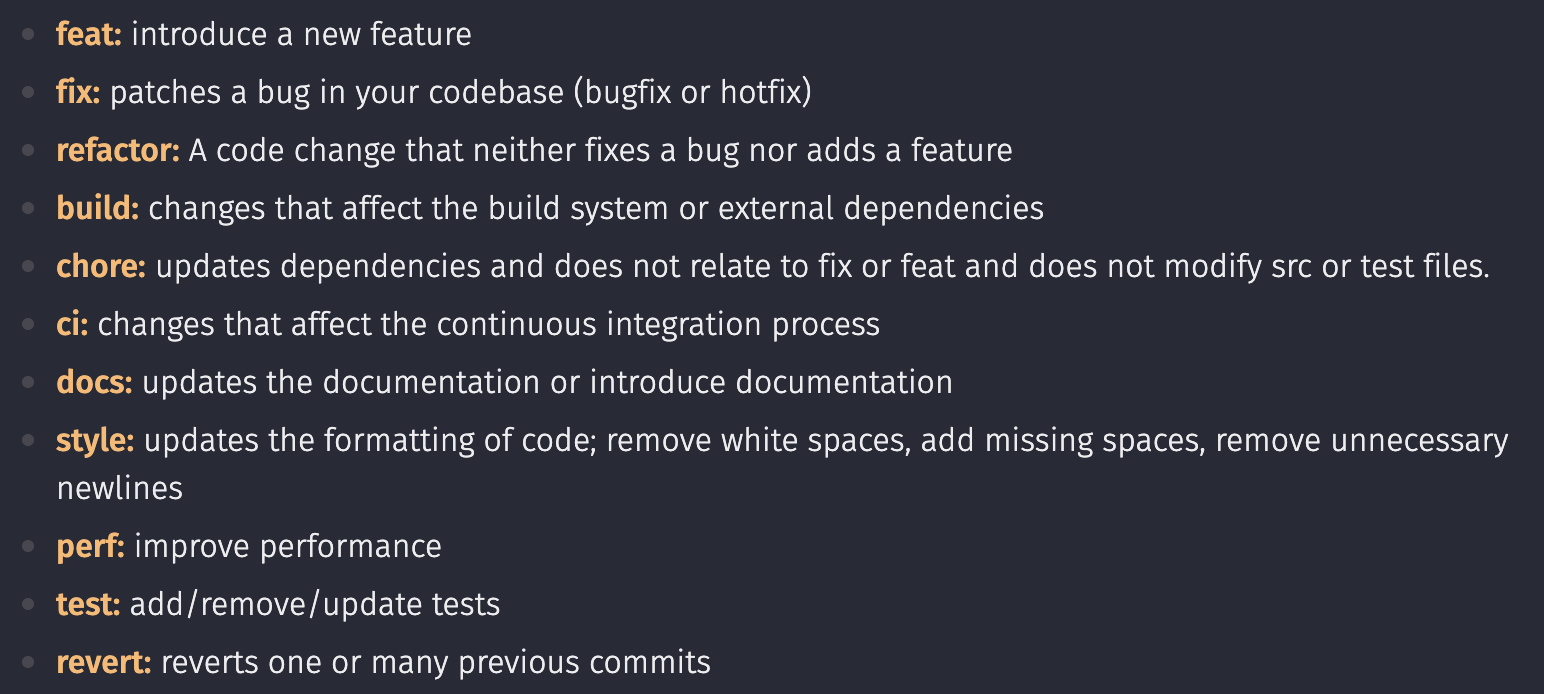 feat: introduce a new feature
fix: patches a bug in your codebase (bugfix or hotfix)
refactor: A code change that neither fixes a bug nor adds a feature
build: changes that affect the build system or external dependencies
chore: updates dependencies and does not relate to fix or feat and does not modify src or test files.
ci: changes that affect the continuous integration process
docs: updates the documentation or introduce documentation
style: updates the formatting of code; remove white spaces, add missing spaces, remove unnecessary
newlines
perf: improve performance
test: add/remove/update tests
revert: reverts one or many previous commits